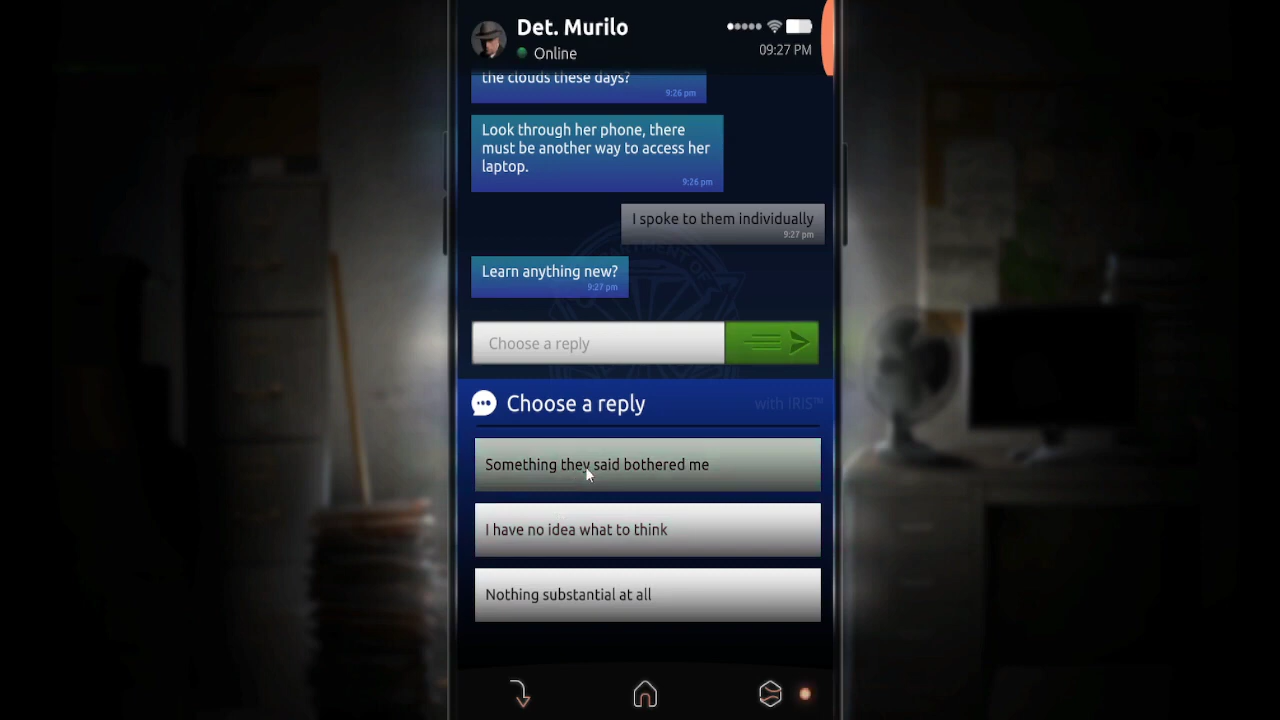 Det. Murilo
Online
09:27 PM
the clouds these days?
9:26 pm
Look through her phone, there
must be another way to access her
laptop.
9:26 pm
I spoke to them individually
9:27 pm
Learn anything new?
9:27 pm
Choose a reply
Choose a reply
with IRIS™
Something they said bothered me
I have no idea what to think
Nothing substantial at all